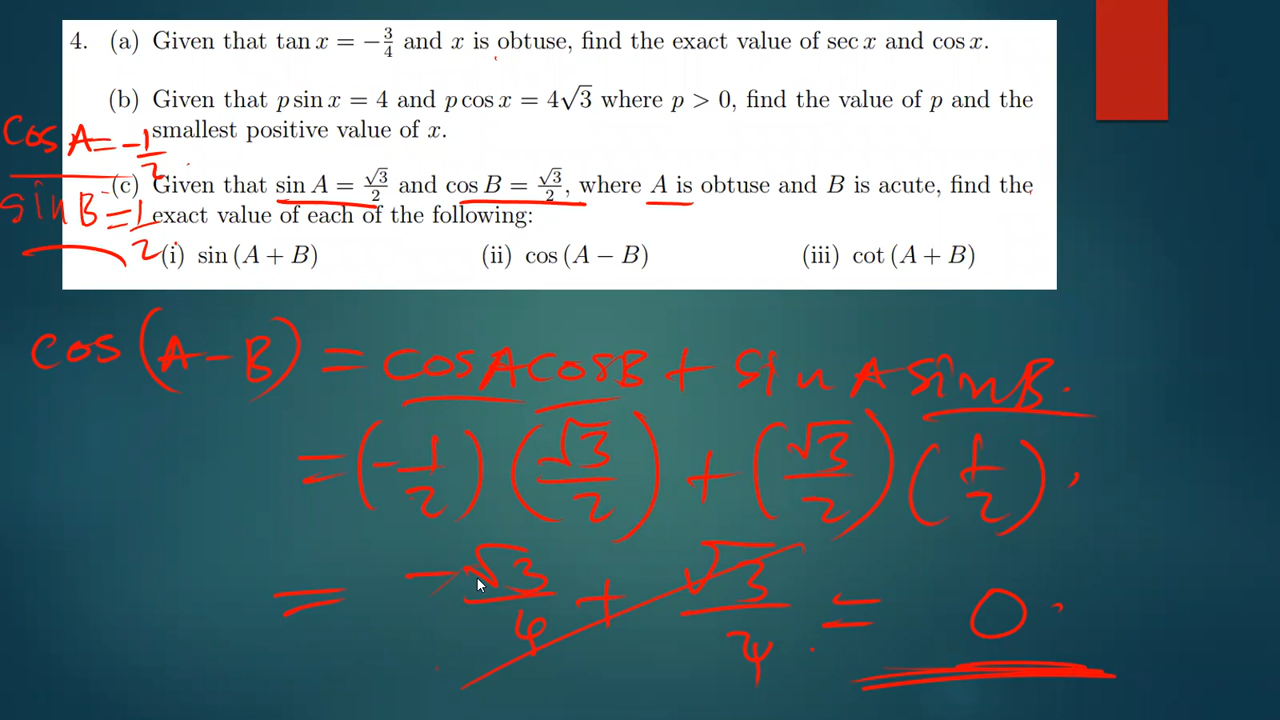 4. (a) Given that tan x = −3/4 and x is obtuse, find the exact value of sec x and cos x.
(b) Given that p sin x = 4 and p cos x = 4√3 where p > 0, find the value of p and the
smallest positive value of x.
cos A = -1/2
(c) Given that sin A = √3/2 and cos B = √3/2, where A is obtuse and B is acute, find the
sin B = 1/2
exact value of each of the following:
(i) sin (A + B) (ii) cos (A − B) (iii) cot (A + B)
cos(A - B) = cos A cos B + sin A sin B.
= (-1/2) (√3/2) + (√3/2) (1/2),
= -√3/4 + √3/4 = 0.